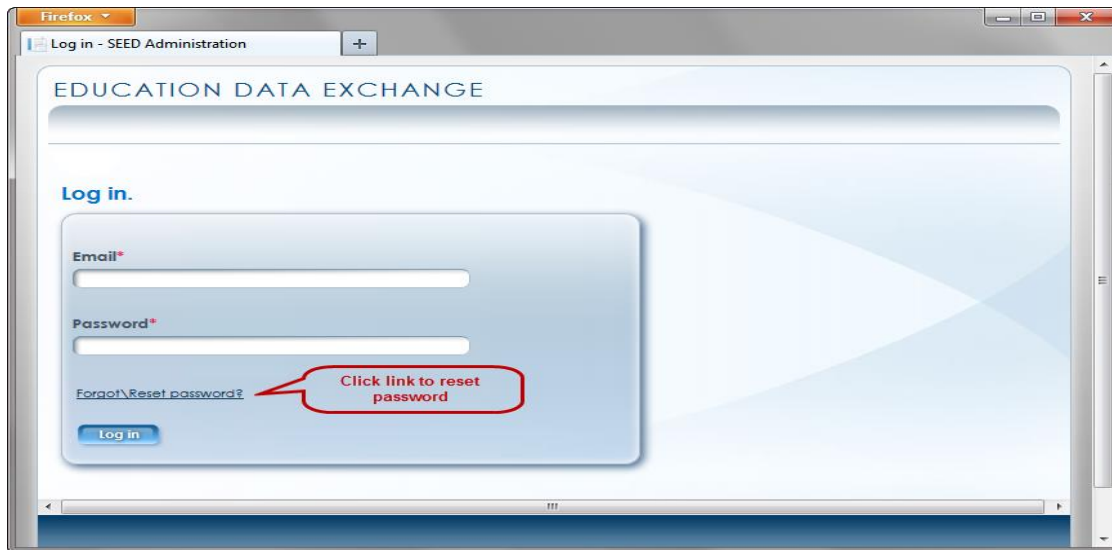 Firefox
Log in - SEED Administration
EDUCATION DATA EXCHANGE
Log in.
Email*
Password*
Forgot\Reset password?
Click link to reset
password
Log in